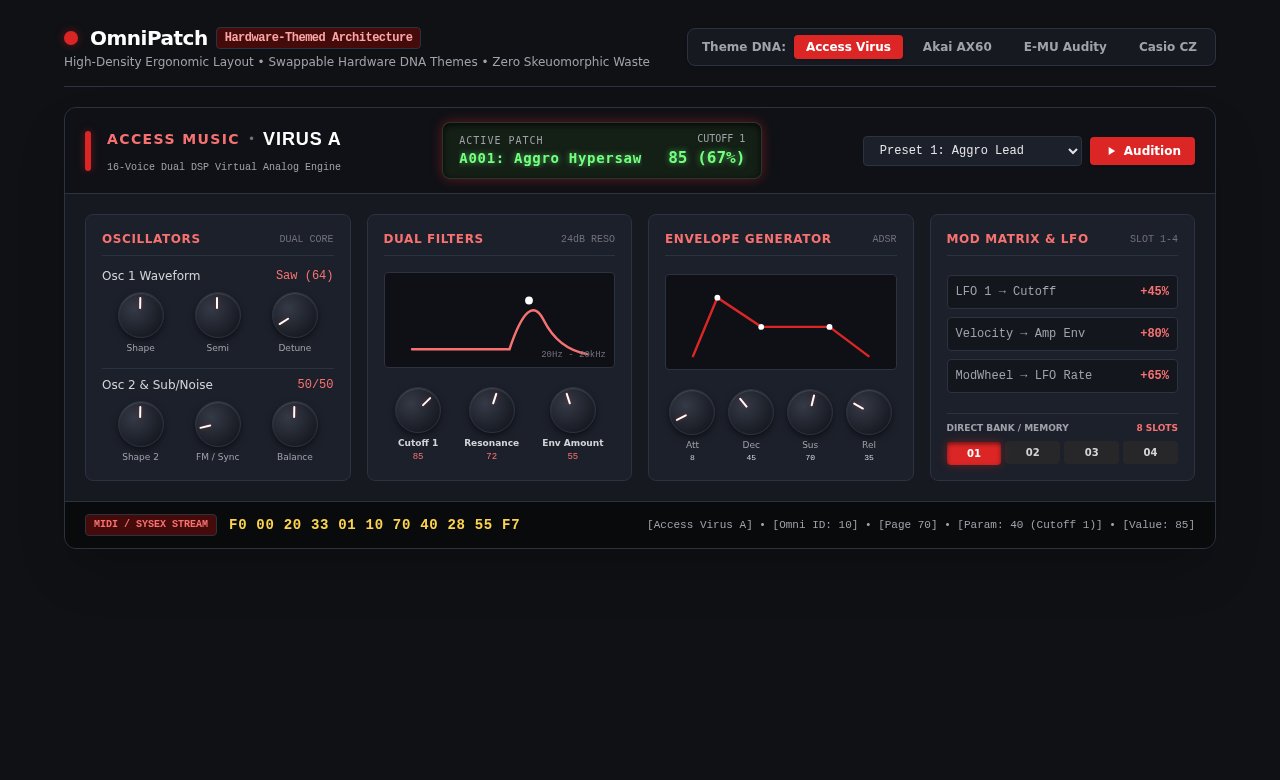 OmniPatch Hardware-Themed Architecture
High-Density Ergonomic Layout • Swappable Hardware DNA Themes • Zero Skeuomorphic Waste
Theme DNA: Access Virus Akai AX60 E-MU Audity Casio CZ
ACCESS MUSIC • VIRUS A
16-Voice Dual DSP Virtual Analog Engine
ACTIVE PATCH CUTOFF 1
A001: Aggro Hypersaw 85 (67%)
Preset 1: Aggro Lead Audition
OSCILLATORS DUAL CORE
Osc 1 Waveform Saw (64)
Shape Semi Detune
Osc 2 & Sub/Noise 50/50
Shape 2 FM / Sync Balance
DUAL FILTERS 24dB RESO
20Hz - 20kHz
Cutoff 1 Resonance Env Amount
85 72 55
ENVELOPE GENERATOR ADSR
Att Dec Sus Rel
8 45 70 35
MOD MATRIX & LFO SLOT 1-4
LFO 1 → Cutoff +45%
Velocity → Amp Env +80%
ModWheel → LFO Rate +65%
DIRECT BANK / MEMORY 8 SLOTS
01 02 03 04
MIDI / SYSEX STREAM F0 00 20 33 01 10 70 40 28 55 F7
[Access Virus A] • [Omni ID: 10] • [Page 70] • [Param: 40 (Cutoff 1)] • [Value: 85]